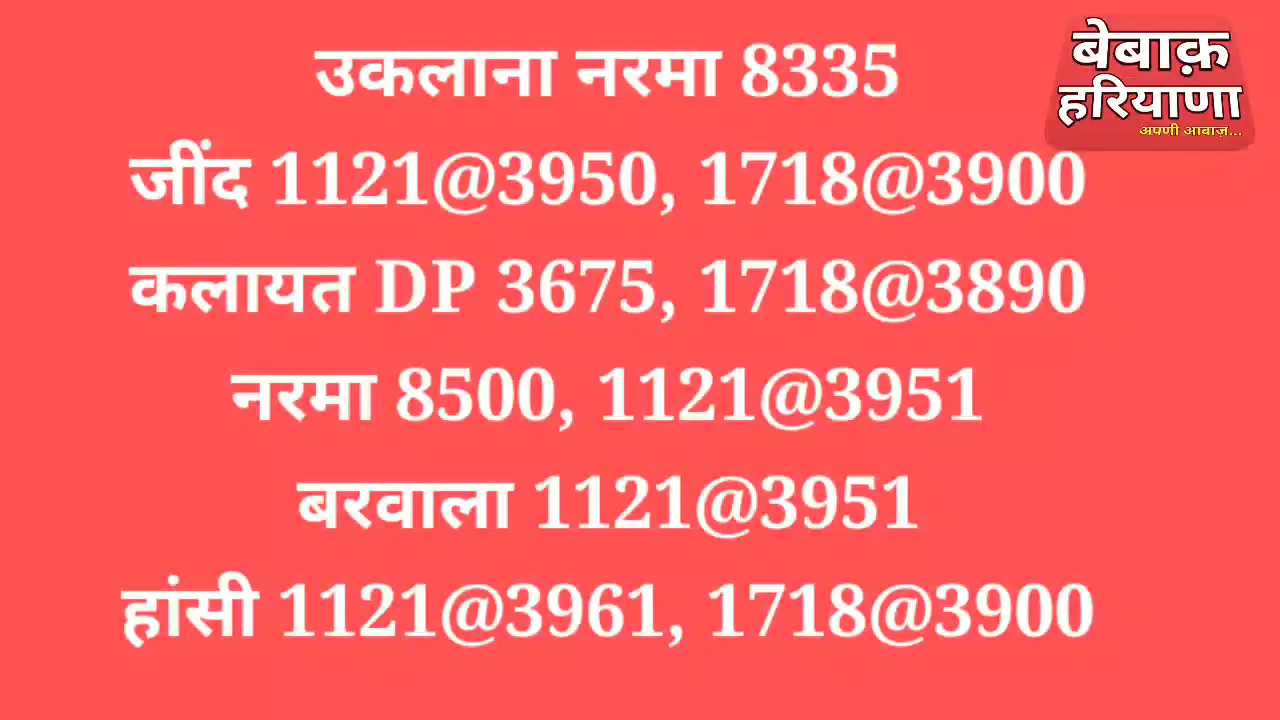 उकलाना नरमा 8335
जींद 1121@3950, 1718@3900
कलायत DP 3675, 1718@3890
नरमा 8500, 1121@3951
बरवाला 1121@3951
हांसी 1121@3961, 1718@3900
बेबाक़
हरियाणा
अपणी आवाज़...